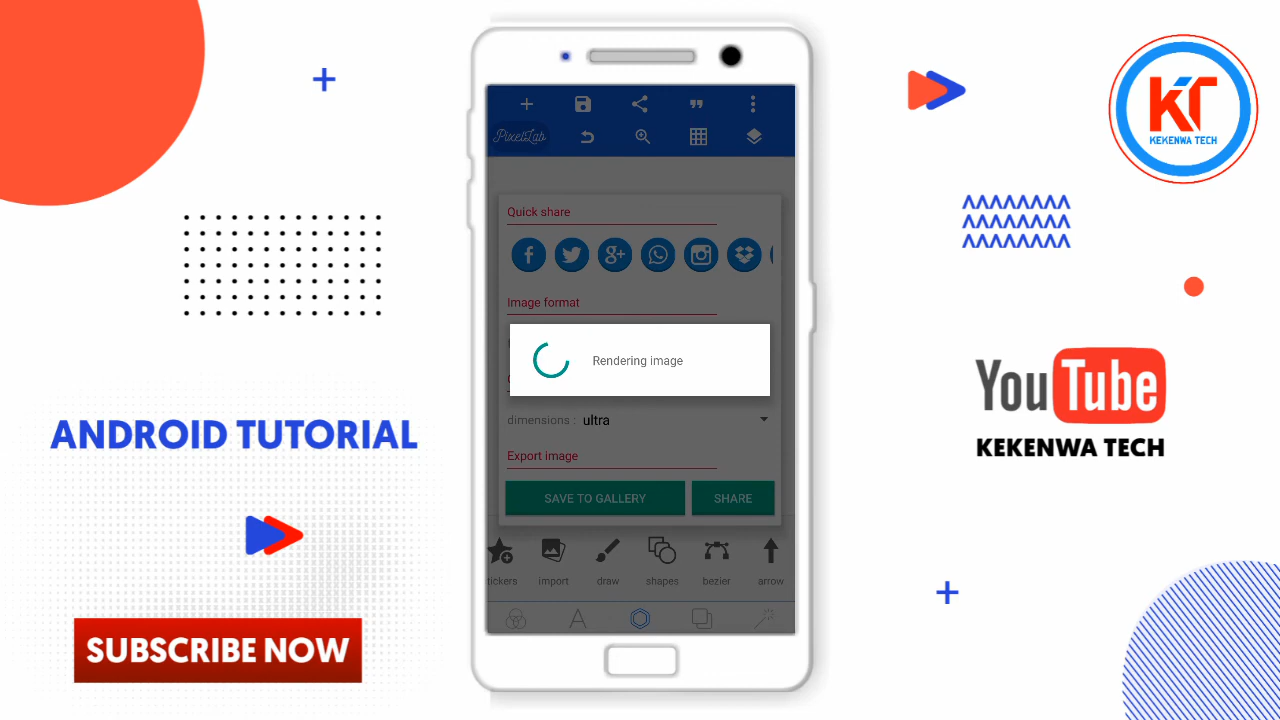 KT
KEKENWA TECH
PixelLab
Quick share
Image format
Rendering image
dimensions : ultra
Export image
SAVE TO GALLERY
SHARE
tickers
import
draw
shapes
bezier
arrow
ANDROID TUTORIAL
SUBSCRIBE NOW
YouTube
KEKENWA TECH